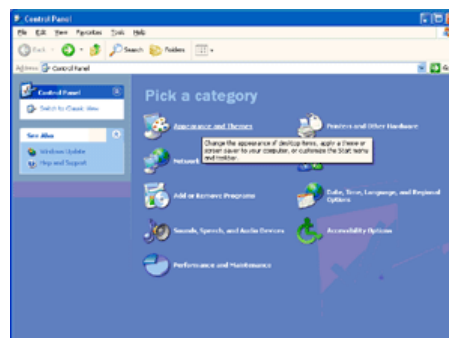 Control Panel
File Edit View Favorites Tools Help
Back Search Folders
Address Control Panel Go
Control Panel
Switch to Classic View
See Also
Windows Update
Help and Support
Pick a category
Appearance and Themes
Printers and Other Hardware
Change the appearance of desktop items, apply a theme or
screen saver to your computer, or customize the Start menu
and taskbar.
Network
Add or Remove Programs
Date, Time, Language, and Regional
Options
Sounds, Speech, and Audio Devices
Accessibility Options
Performance and Maintenance